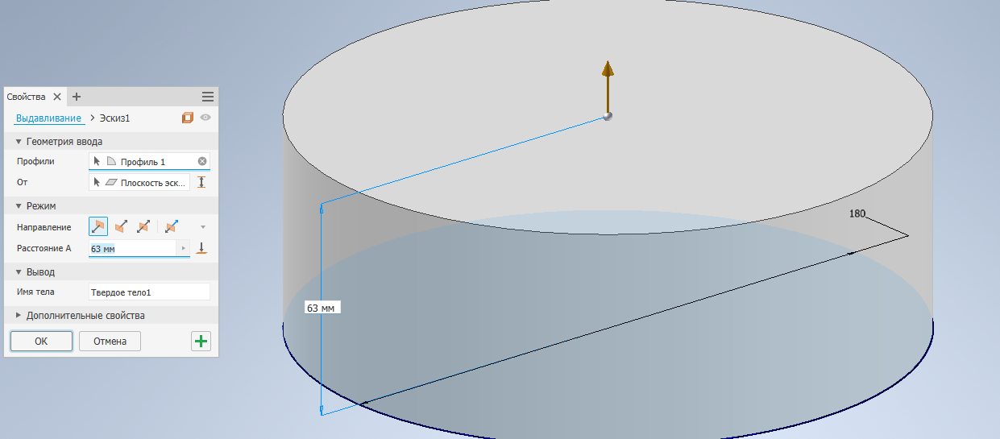 Свойства
Выдавливание > Эскиз1
Геометрия ввода
Профили Профиль 1
От Плоскость эск...
Режим
Направление
Расстояние A 63 мм
Вывод
Имя тела Твердое тело1
Дополнительные свойства
ОК Отмена
180
63 мм